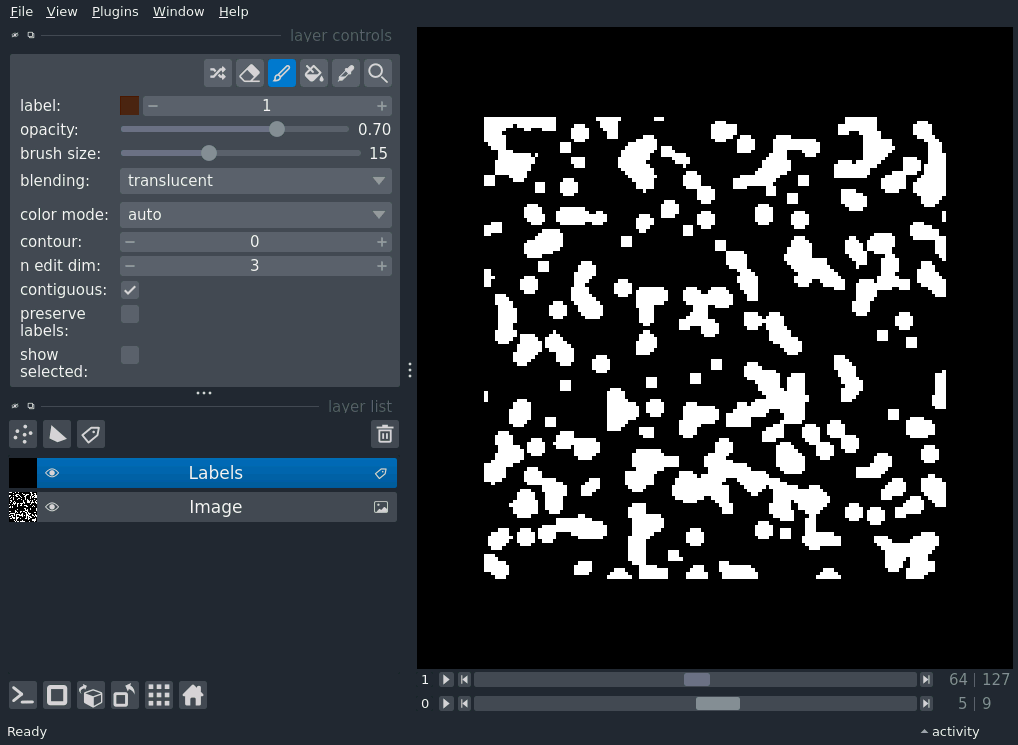 File View Plugins Window Help
layer controls
label: 1
opacity: 0.70
brush size: 15
blending: translucent
color mode: auto
contour: 0
n edit dim: 3
contiguous:
preserve
labels:
show
selected:
layer list
Labels
Image
1 64 | 127
0 5 | 9
Ready activity